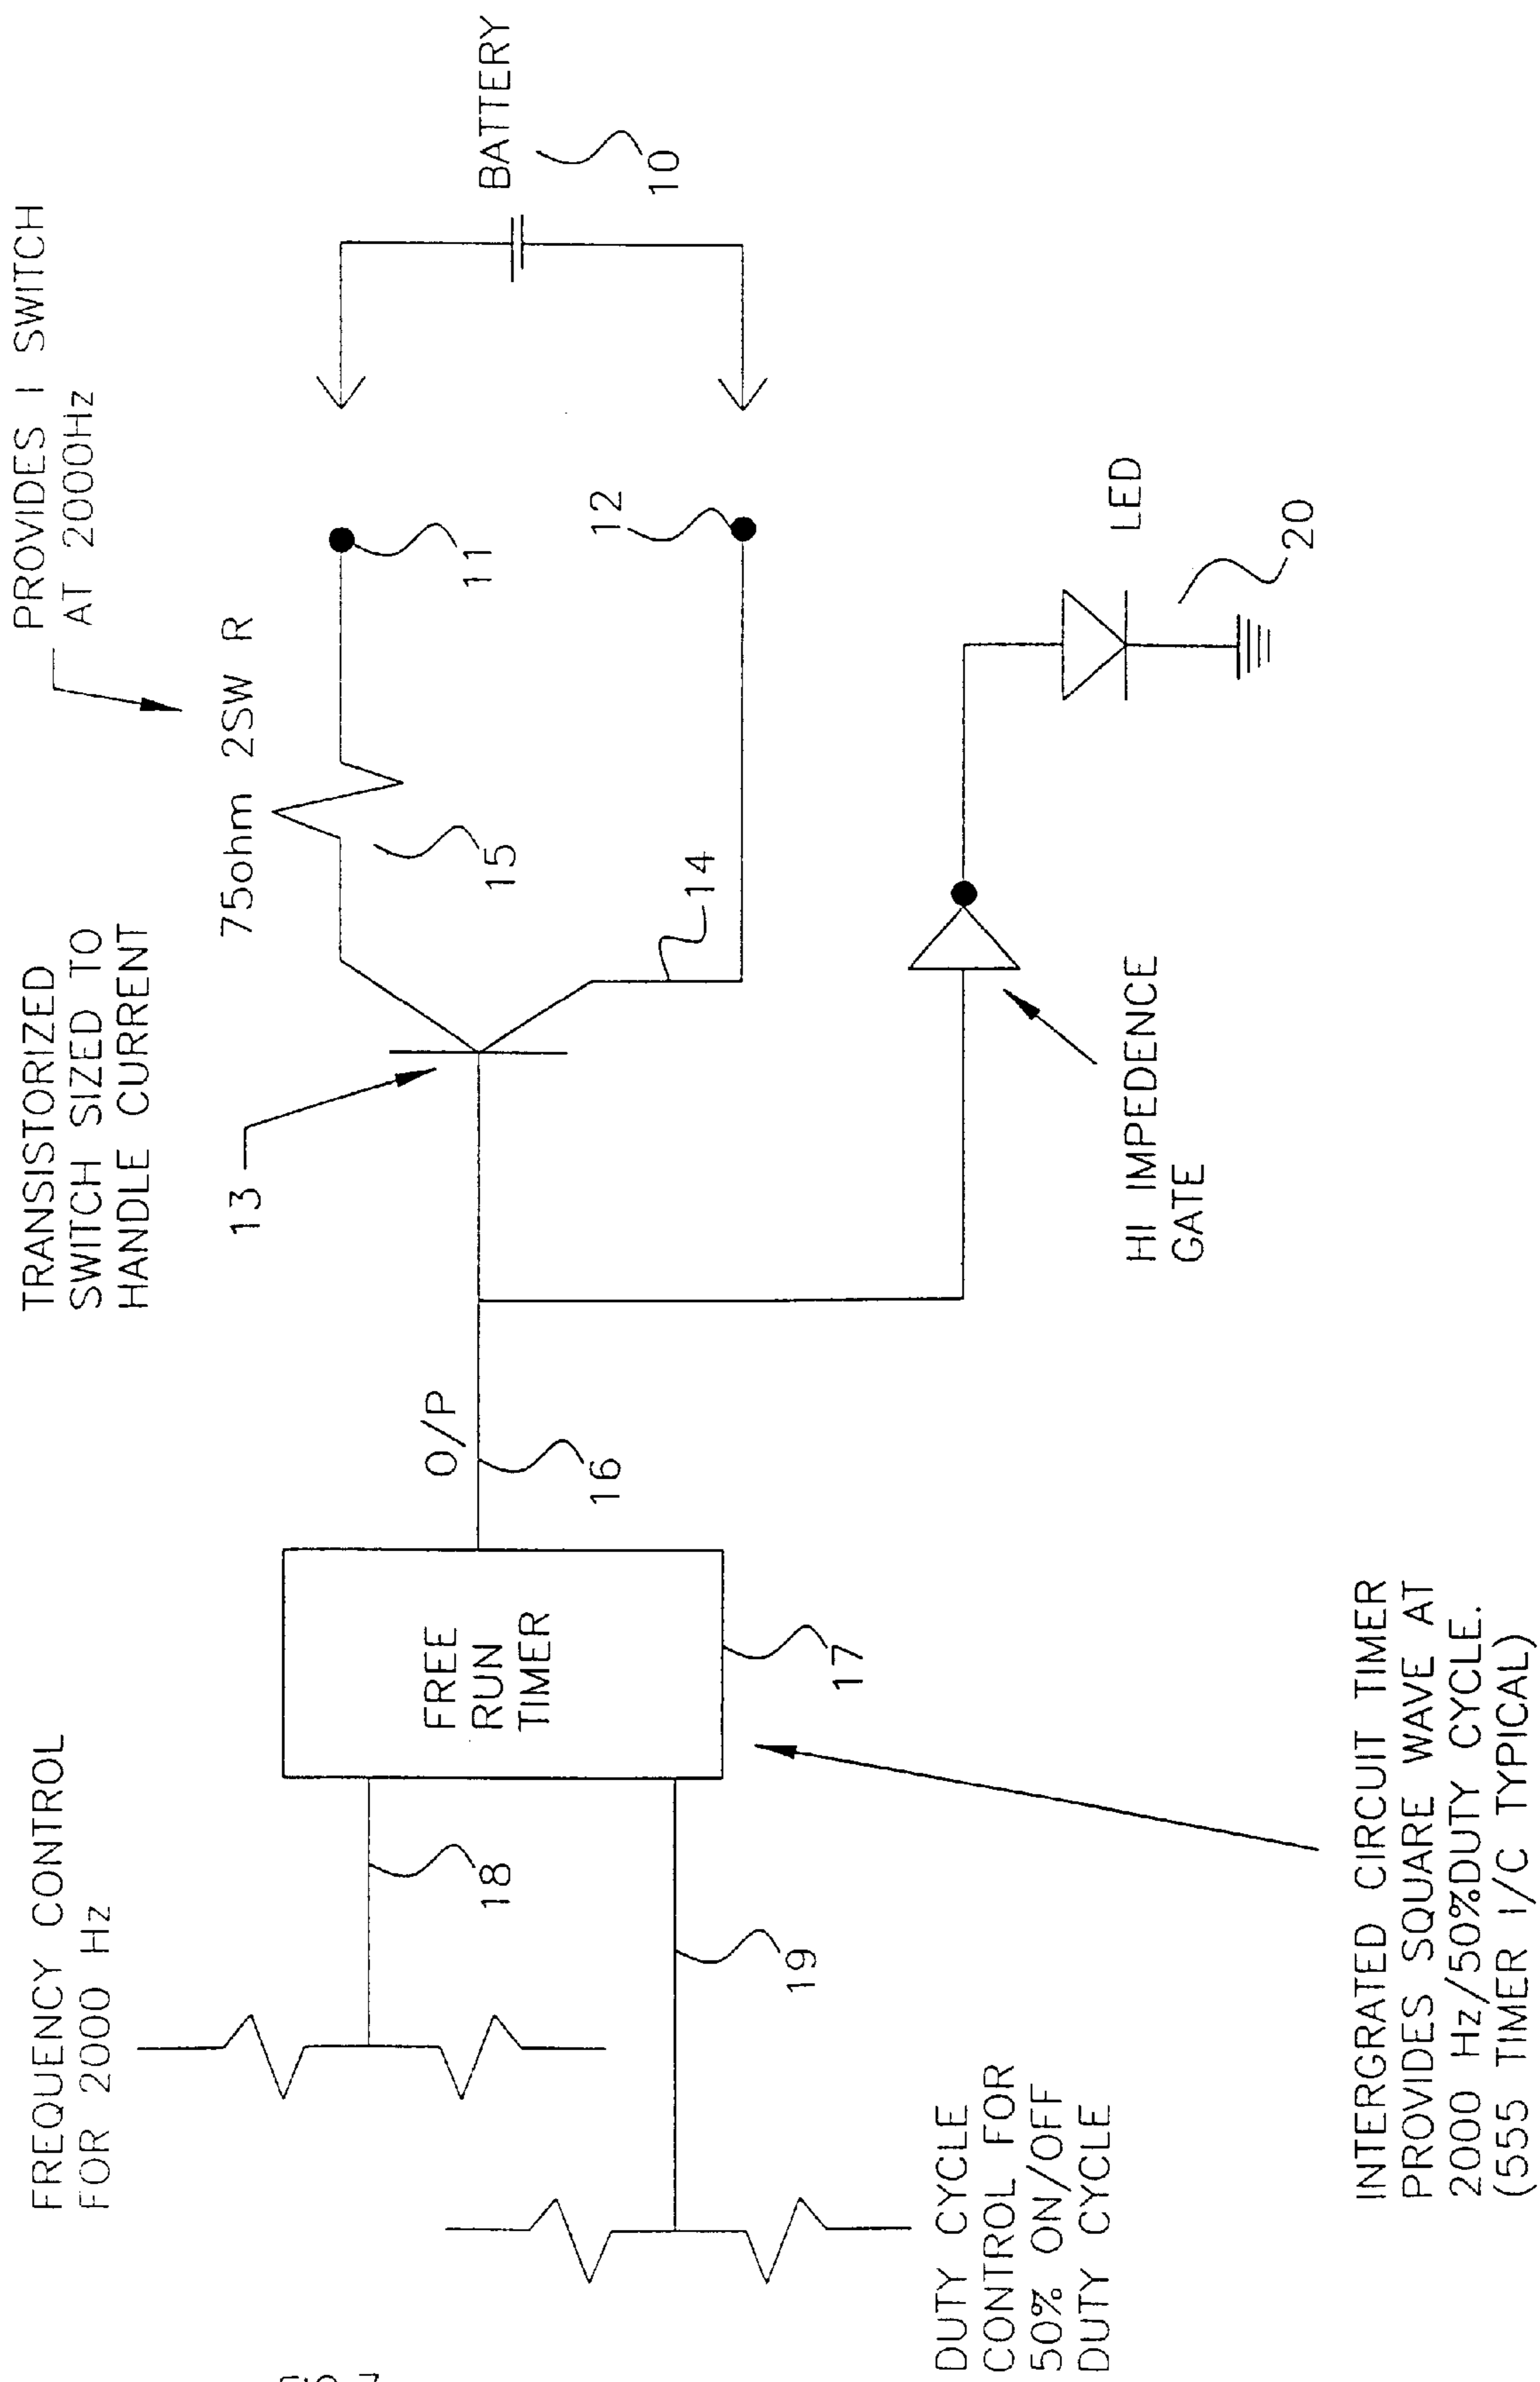 FREQUENCY CONTROL
FOR 2000 Hz
TRANSISTORIZED
SWITCH SIZED TO
HANDLE CURRENT
PROVIDES I SWITCH
AT 2000Hz
13
75ohm 2SW R
15
11
BATTERY
10
12
14
18
19
FREE
RUN
TIMER
17
O/P
16
LED
20
HI IMPEDENCE
GATE
DUTY CYCLE
CONTROL FOR
50% ON/OFF
DUTY CYCLE
INTERGRATED CIRCUIT TIMER
PROVIDES SQUARE WAVE AT
2000 Hz/50%DUTY CYCLE.
(555 TIMER I/C TYPICAL)